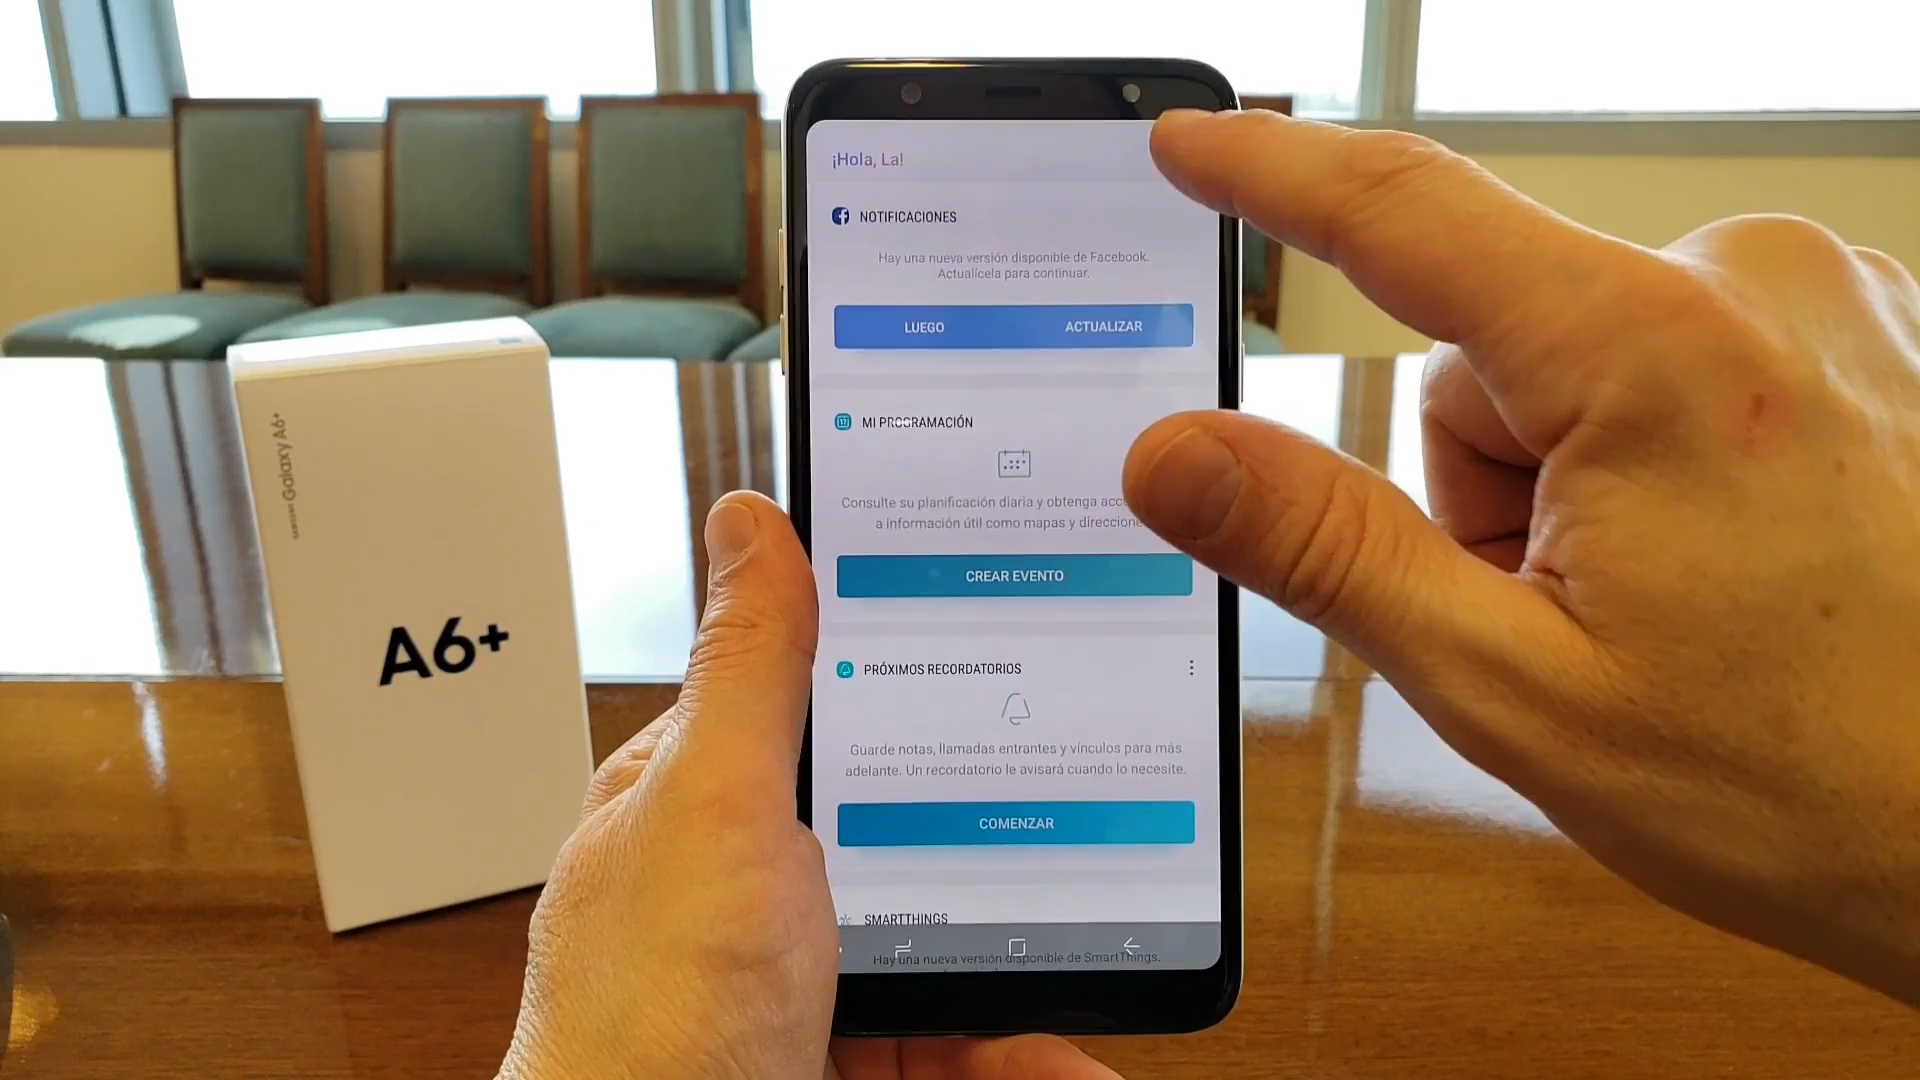 SAMSUNG Galaxy A6+
A6+
¡Hola, La!
NOTIFICACIONES
Hay una nueva versión disponible de Facebook.
Actualícela para continuar.
LUEGO
ACTUALIZAR
MI PROGRAMACIÓN
Consulte su planificación diaria y obtenga
a información útil como mapas y
CREAR EVENTO
PRÓXIMOS RECORDATORIOS
Guarde notas, llamadas entrantes y vínculos para más
adelante. Un recordatorio le avisará cuando lo necesite.
COMENZAR
SMARTTHINGS
Hay una nueva versión disponible de SmartThings.